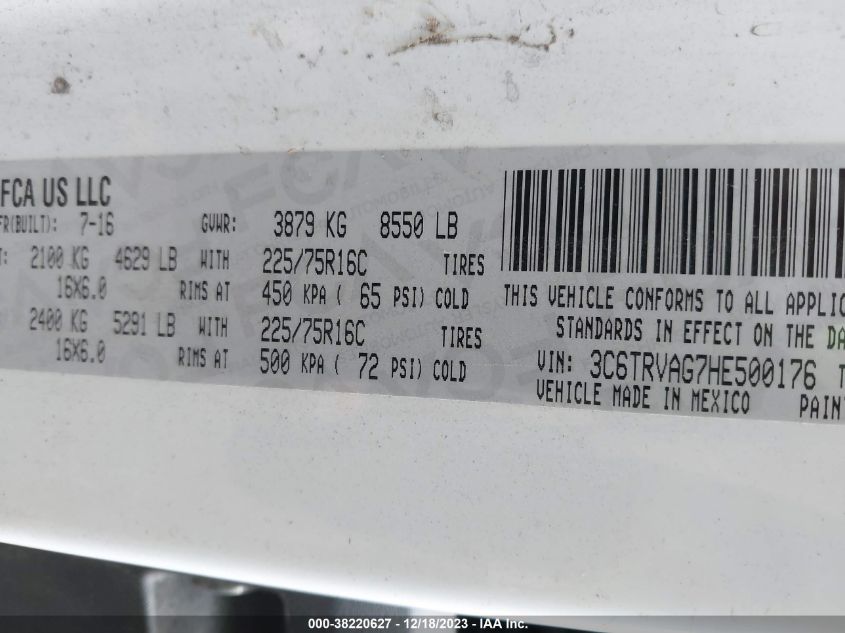 FCA US LLC
FR(BUILT): 7-16 GVWR: 3879 KG 8550 LB
2100 KG 4629 LB WITH 225/75R16C TIRES
16X6.0 RIMS AT 450 KPA ( 65 PSI) COLD
2400 KG 5291 LB WITH 225/75R16C TIRES
16X6.0 RIMS AT 500 KPA ( 72 PSI) COLD
THIS VEHICLE CONFORMS TO ALL APPLIC
STANDARDS IN EFFECT ON THE DA
VIN: 3C6TRVAG7HE500176 T
VEHICLE MADE IN MEXICO PAIN
000-38220627 - 12/18/2023 - IAA Inc.